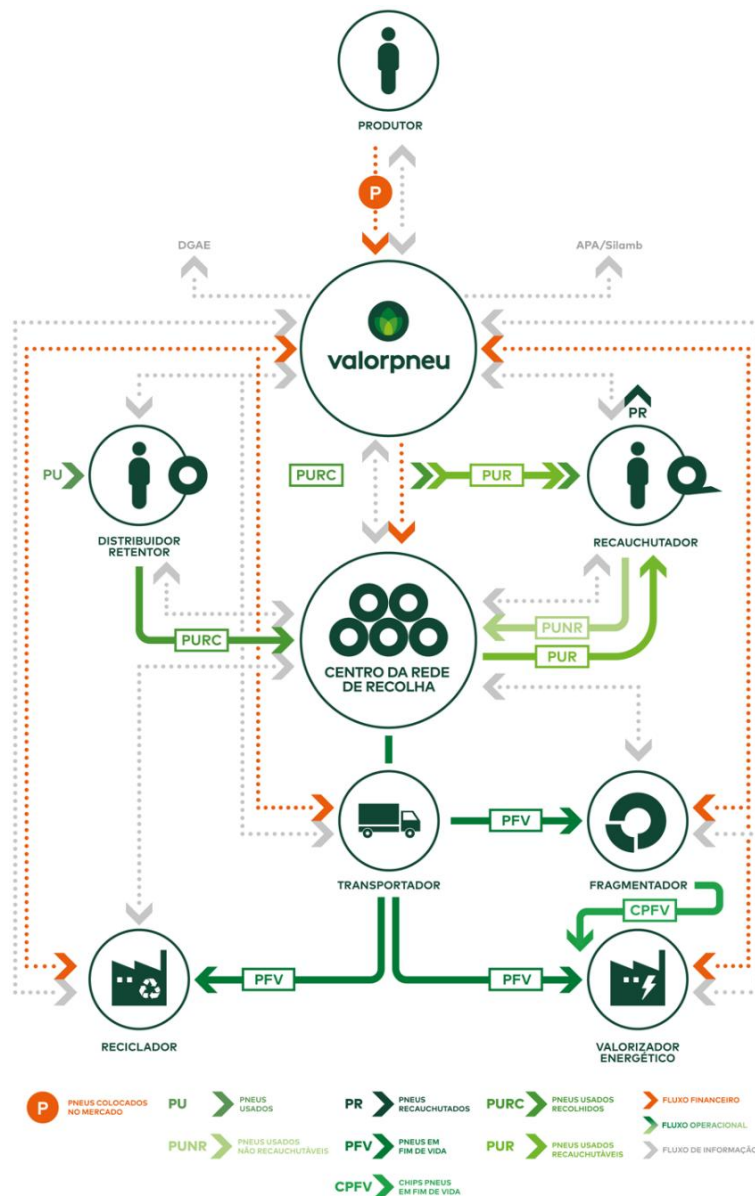 PRODUTOR
P
DGAE
APA/Silamb
valorpneu
PR
PU
PURC
PUR
DISTRIBUIDOR
RETENTOR
RECAUCHUTADOR
PURC
PUNR
PUR
CENTRO DA REDE
DE RECOLHA
PFV
TRANSPORTADOR
FRAGMENTADOR
CPFV
PFV
PFV
RECICLADOR
VALORIZADOR
ENERGÉTICO
P
PNEUS COLOCADOS
NO MERCADO
PU
PNEUS
USADOS
PR
PNEUS
RECAUCHUTADOS
PURC
PNEUS USADOS
RECOLHIDOS
FLUXO FINANCEIRO
FLUXO OPERACIONAL
PUNR
PNEUS USADOS
NÃO RECAUCHUTÁVEIS
PFV
PNEUS EM
FIM DE VIDA
PUR
PNEUS USADOS
RECAUCHUTÁVEIS
FLUXO DE INFORMAÇÃO
CPFV
CHIPS PNEUS
EM FIM DE VIDA